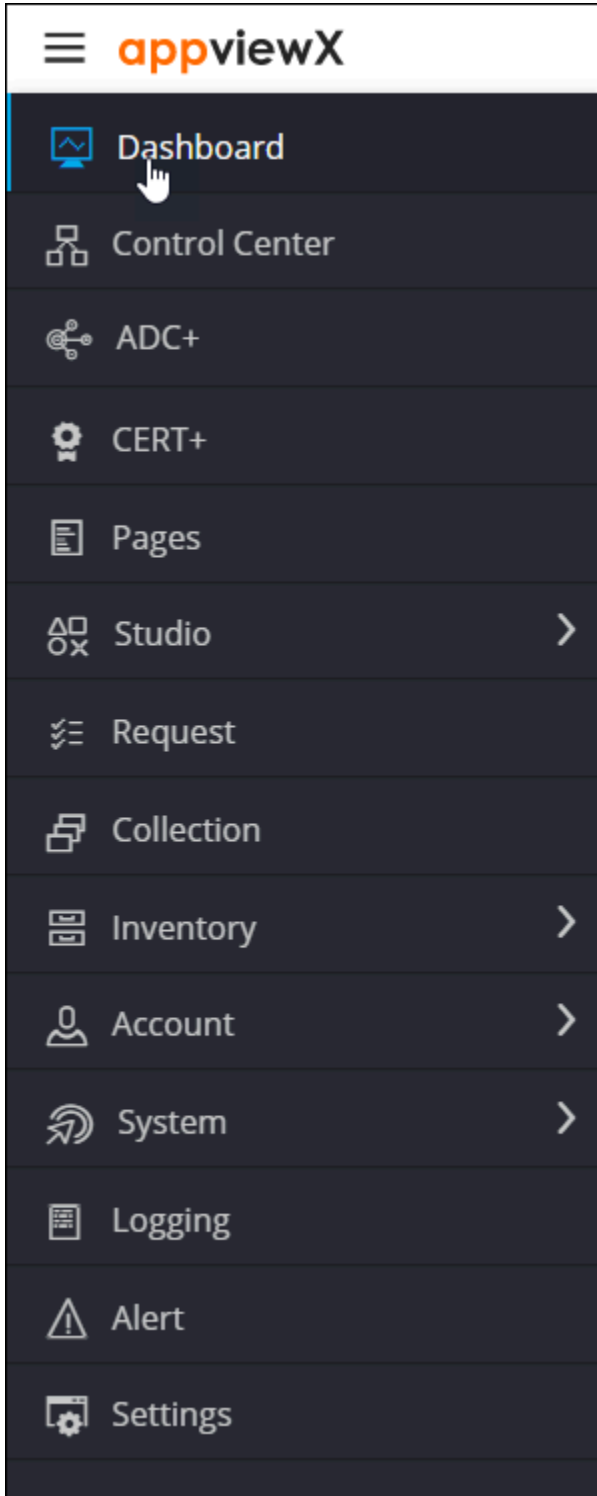 appviewX
Dashboard
Control Center
ADC+
CERT+
Pages
Studio
Request
Collection
Inventory
Account
System
Logging
Alert
Settings